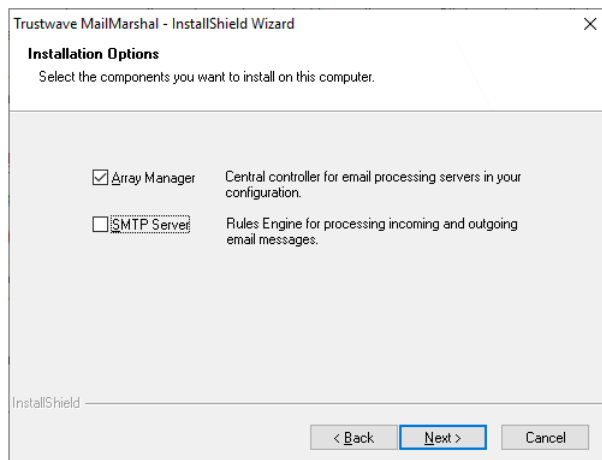 Trustwave MailMarshal - InstallShield Wizard
Installation Options
Select the components you want to install on this computer.
Array Manager Central controller for email processing servers in your
configuration.
SMTP Server Rules Engine for processing incoming and outgoing
email messages.
InstallShield
< Back Next > Cancel